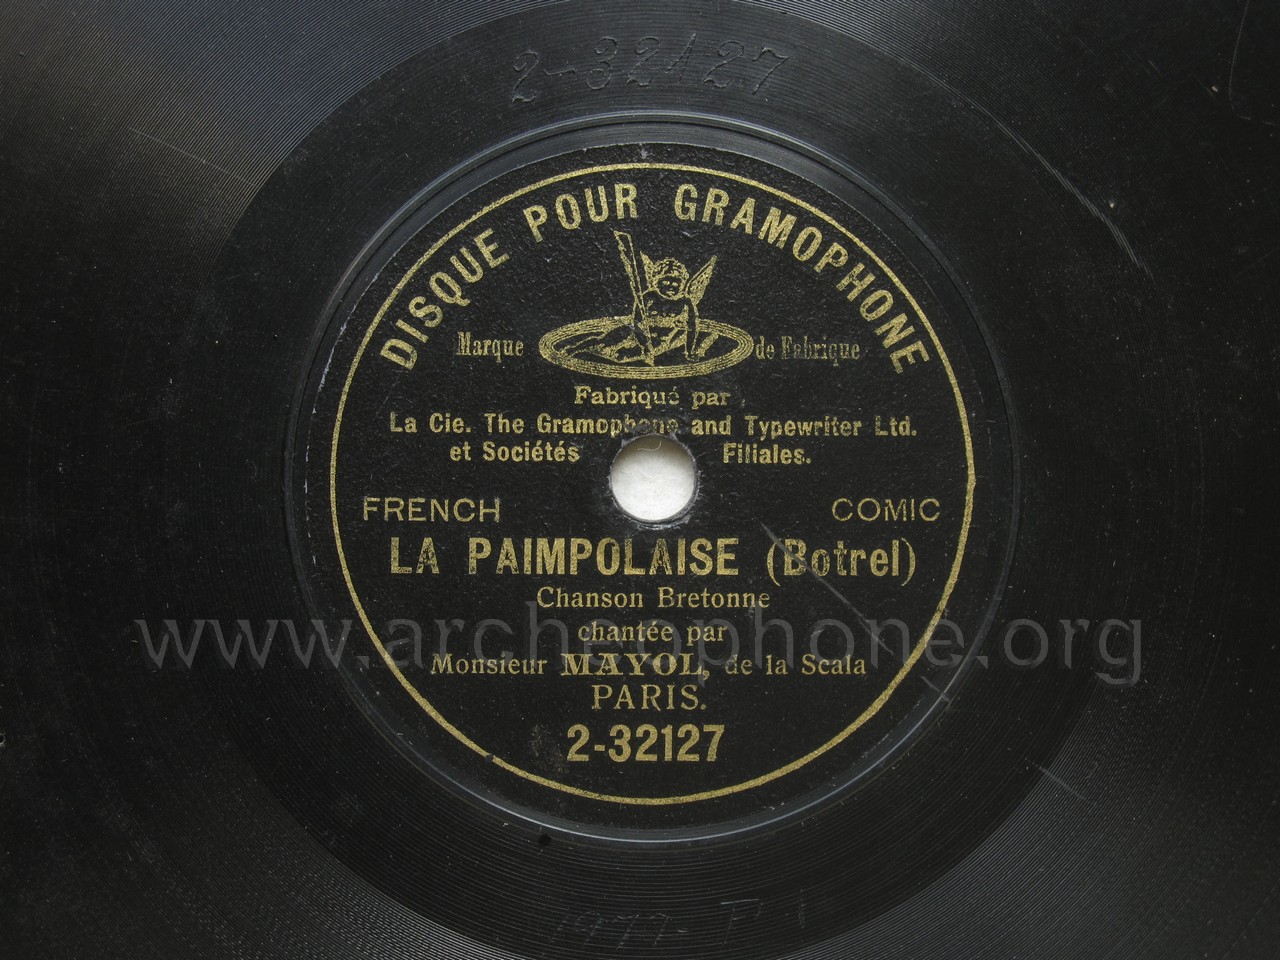 2-32127
DISQUE POUR GRAMOPHONE
Marque de Fabrique
Fabriqué par
La Cie. The Gramophone and Typewriter Ltd.
et Sociétés Filiales.
FRENCH COMIC
LA PAIMPOLAISE (Botrel)
Chanson Bretonne
chantée par
www.archeophone.org
Monsieur MAYOL, de la Scala
PARIS.
2-32127